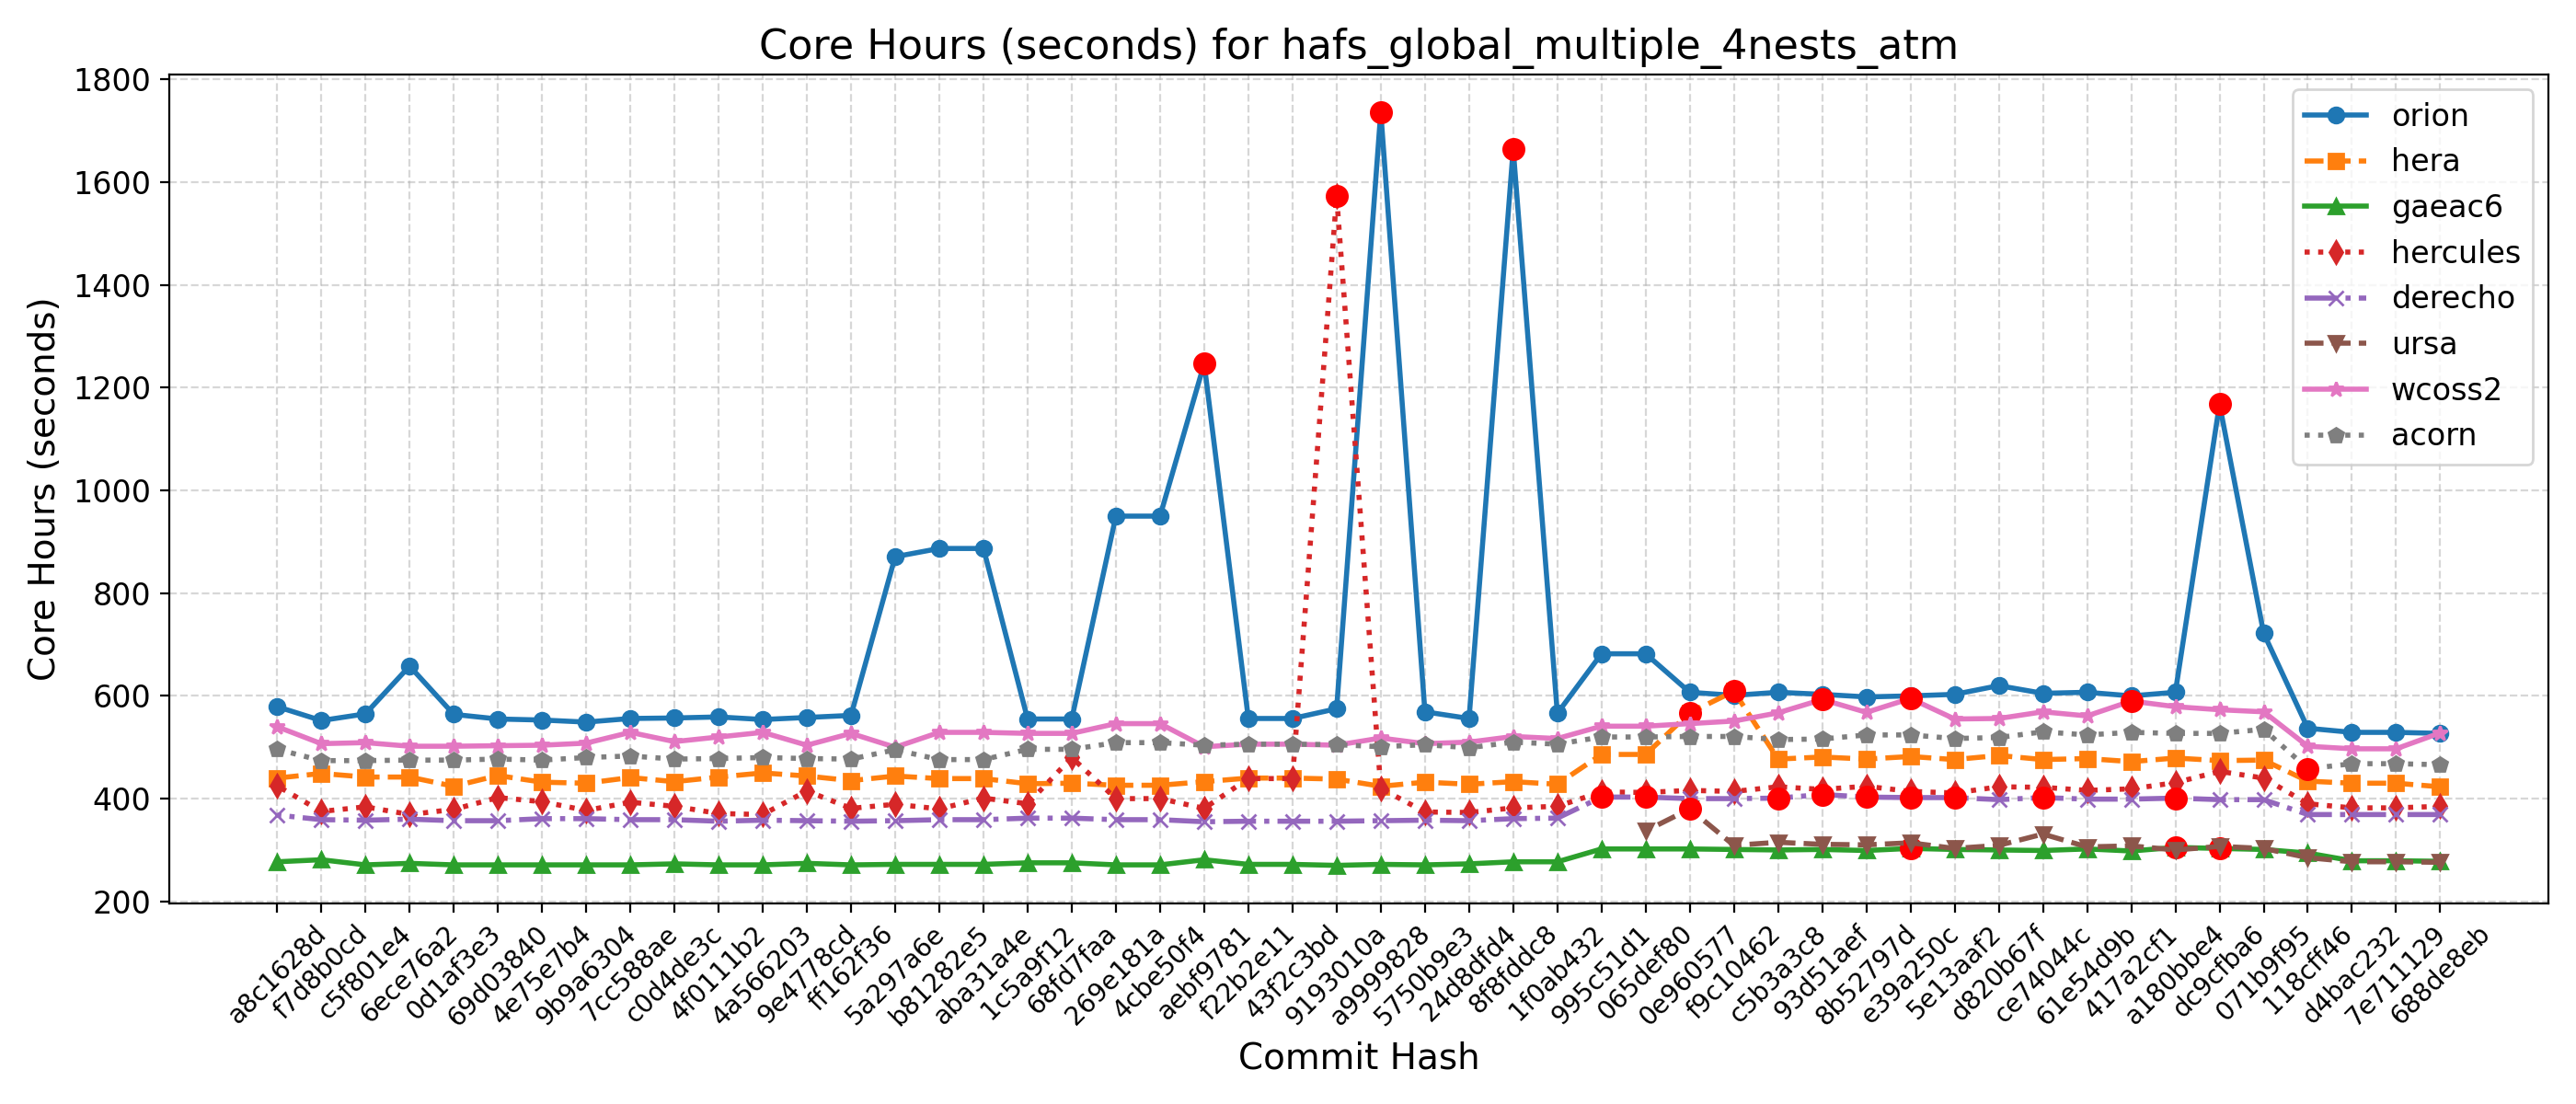 Core Hours (seconds) for hafs_global_multiple_4nests_atm
Core Hours (seconds)
1800
1600
1400
1200
1000
800
600
400
200
orion
hera
gaeac6
hercules
derecho
ursa
wcoss2
acorn
a8c1628d
f7d8b0cd
c5f801e4
6ece76a2
0d1af3e3
69d03840
4e75e7b4
9b9a6304
7cc588ae
c0d4de3c
4f0111b2
4a566203
9e4778cd
ff162f36
5a297a6e
b81282e5
aba31a4e
1c5a9f12
68fd7faa
269e181a
4cbe50f4
aebf9781
f22b2e11
43f2c3bd
9193010a
a9999828
5750b9e3
24d8dfd4
8f8fddc8
1f0ab432
995c51d1
065def80
0e960577
f9c10462
c5b3a3c8
93d51aef
8b52797d
e39a250c
5e13aaf2
d820b67f
ce74044c
61e54d9b
417a2cf1
a180bbe4
dc9cfba6
071b9f95
118cff46
d4bac232
7e711129
688de8eb
Commit Hash